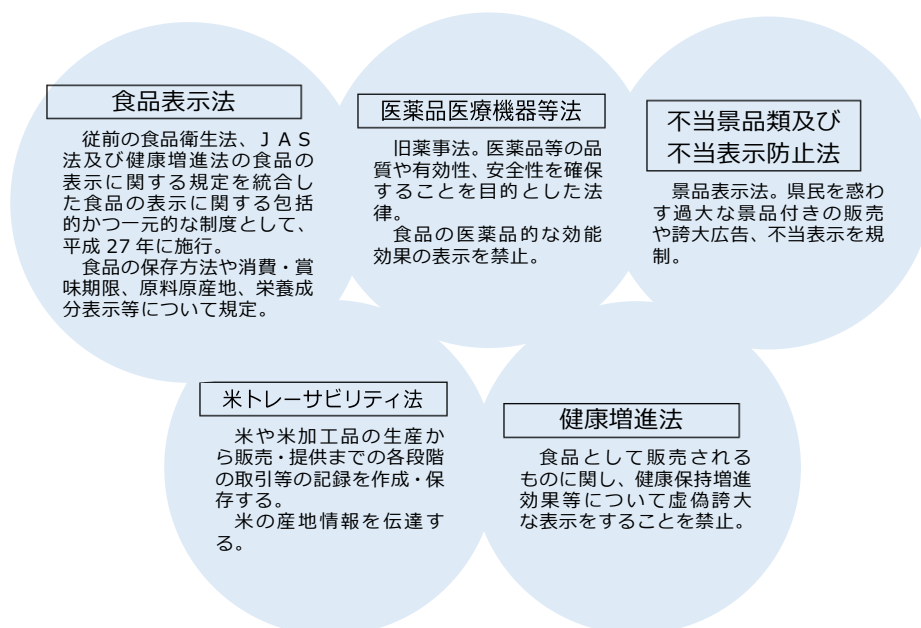 食品表示法
従前の食品衛生法、ＪＡＳ
法及び健康増進法の食品の
表示に関する規定を統合し
た食品の表示に関する包括
的かつ一元的な制度として、
平成 27 年に施行。
食品の保存方法や消費・賞
味期限、原料原産地、栄養成
分表示等について規定。
医薬品医療機器等法
旧薬事法。医薬品等の品
質や有効性、安全性を確保
することを目的とした法
律。
食品の医薬品的な効能
効果の表示を禁止。
不当景品類及び
不当表示防止法
景品表示法。県民を惑わ
す過大な景品付きの販売
や誇大広告、不当表示を規
制。
米トレーサビリティ法
米や米加工品の生産か
ら販売・提供までの各段階
の取引等の記録を作成・保
存する。
米の産地情報を伝達す
る。
健康増進法
食品として販売される
ものに関し、健康保持増進
効果等について虚偽誇大
な表示をすることを禁止。